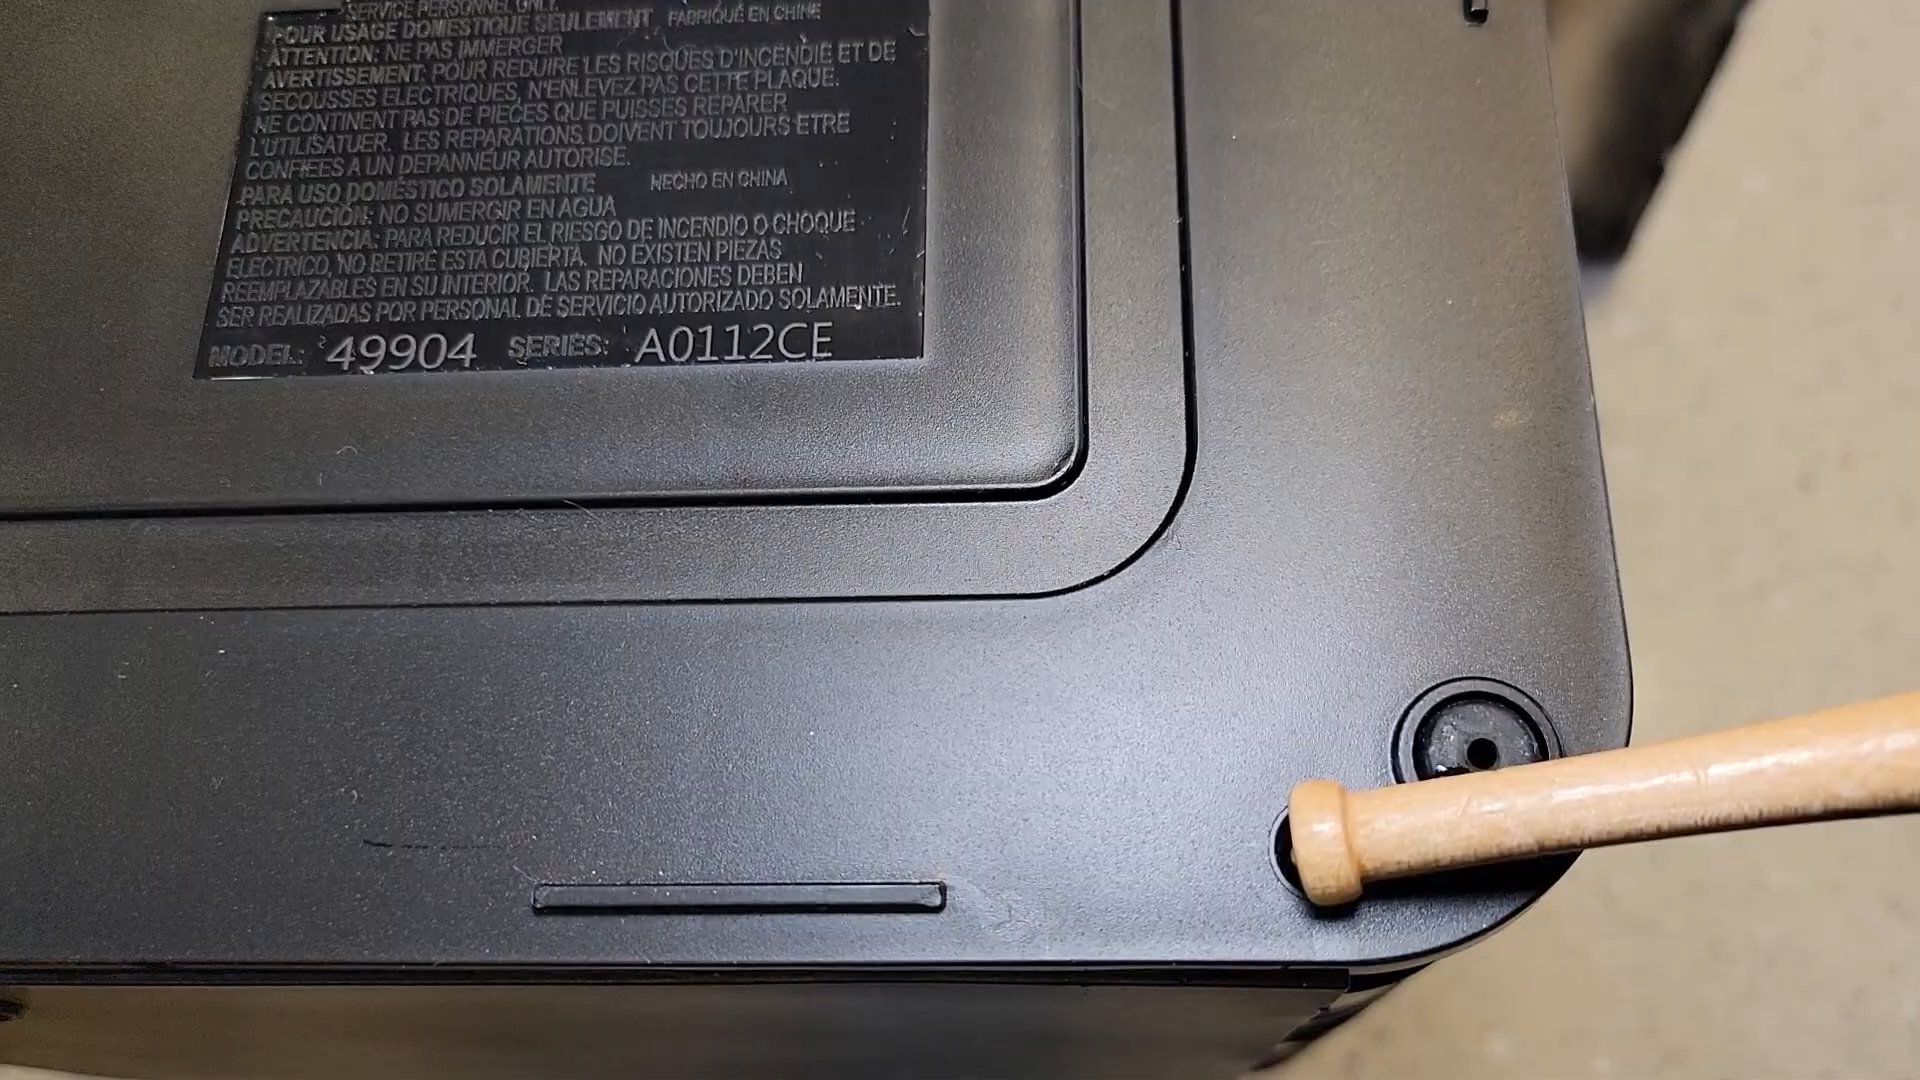 SERVICE PERSONNEL ONLY.
POUR USAGE DOMESTIQUE SEULEMENT FABRIQUÉ EN CHINE
ATTENTION: NE PAS IMMERGER
AVERTISSEMENT: POUR REDUIRE LES RISQUES D'INCENDIE ET DE
SECOUSSES ELECTRIQUES, N'ENLEVEZ PAS CETTE PLAQUE.
NE CONTINENT PAS DE PIECES QUE PUISSES REPARER
L'UTILISATUER. LES REPARATIONS DOIVENT TOUJOURS ETRE
CONFIEES A UN DEPANNEUR AUTORISE.
PARA USO DOMÉSTICO SOLAMENTE HECHO EN CHINA
PRECAUCIÓN: NO SUMERGIR EN AGUA
ADVERTENCIA: PARA REDUCIR EL RIESGO DE INCENDIO O CHOQUE
ELECTRICO, NO RETIRE ESTA CUBIERTA. NO EXISTEN PIEZAS
REEMPLAZABLES EN SU INTERIOR. LAS REPARACIONES DEBEN
SER REALIZADAS POR PERSONAL DE SERVICIO AUTORIZADO SOLAMENTE.
MODEL: 49904 SERIES: A0112CE